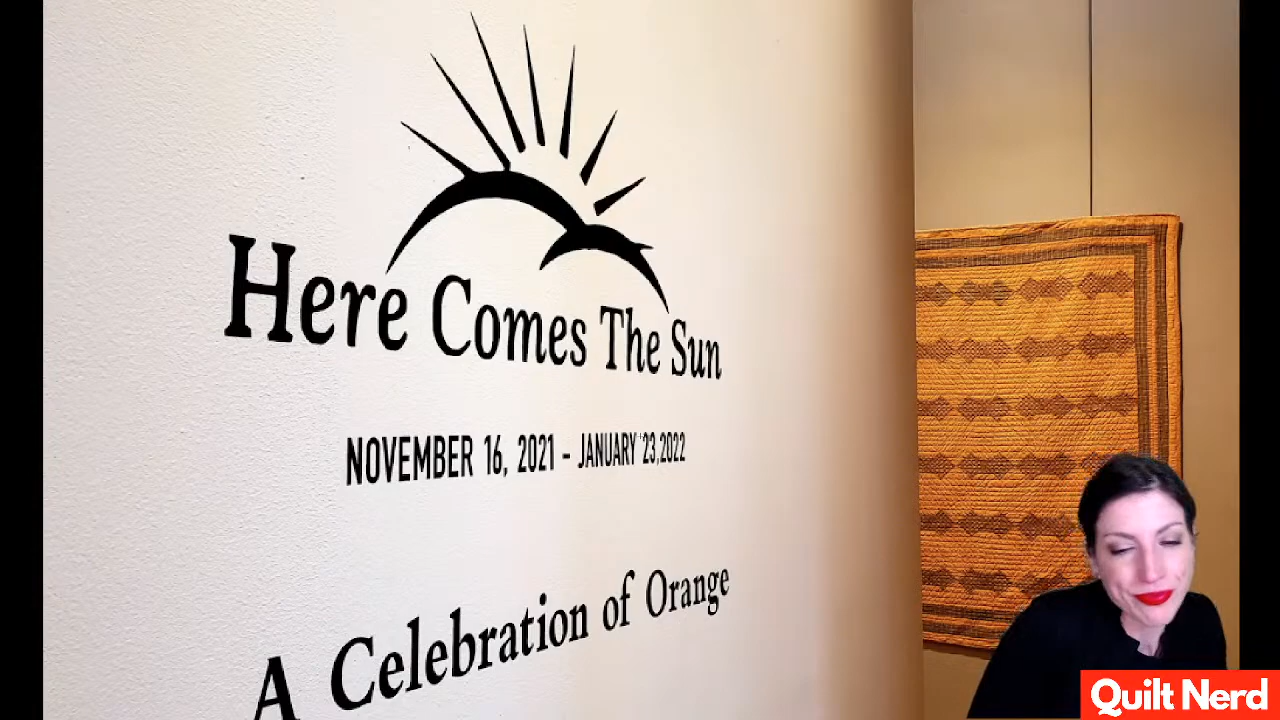 Here Comes The Sun
NOVEMBER 16, 2021 - JANUARY 23, 2022
A Celebration of Orange
Quilt Nerd